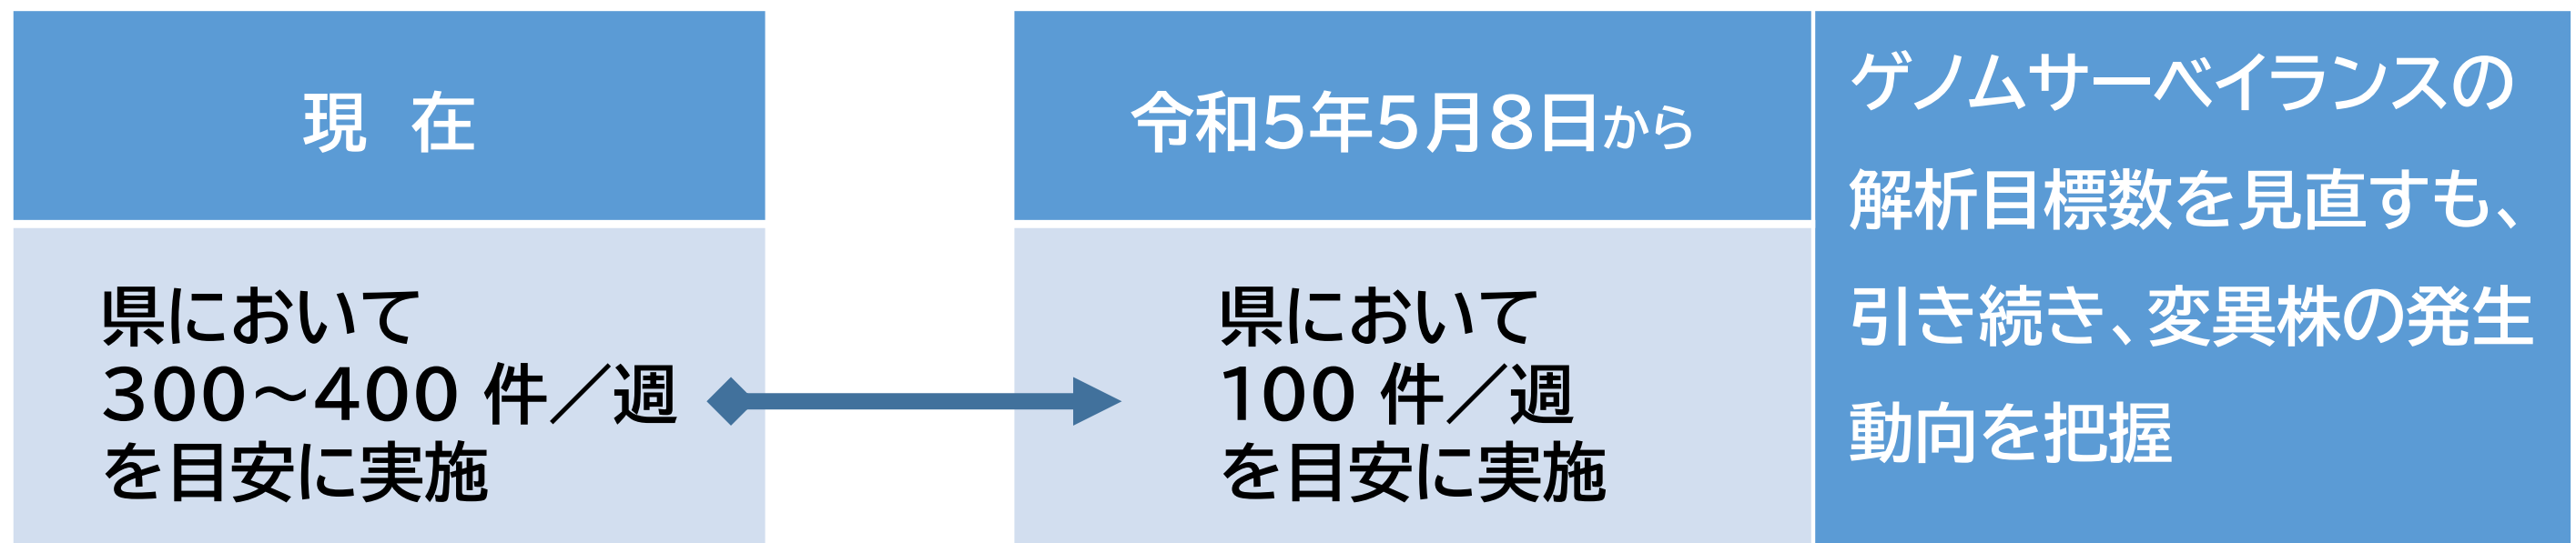 現 在
県において
300～400 件／週
を目安に実施
令和5年5月8日から
県において
100 件／週
を目安に実施
ゲノムサーベイランスの
解析目標数を見直すも、
引き続き、変異株の発生
動向を把握